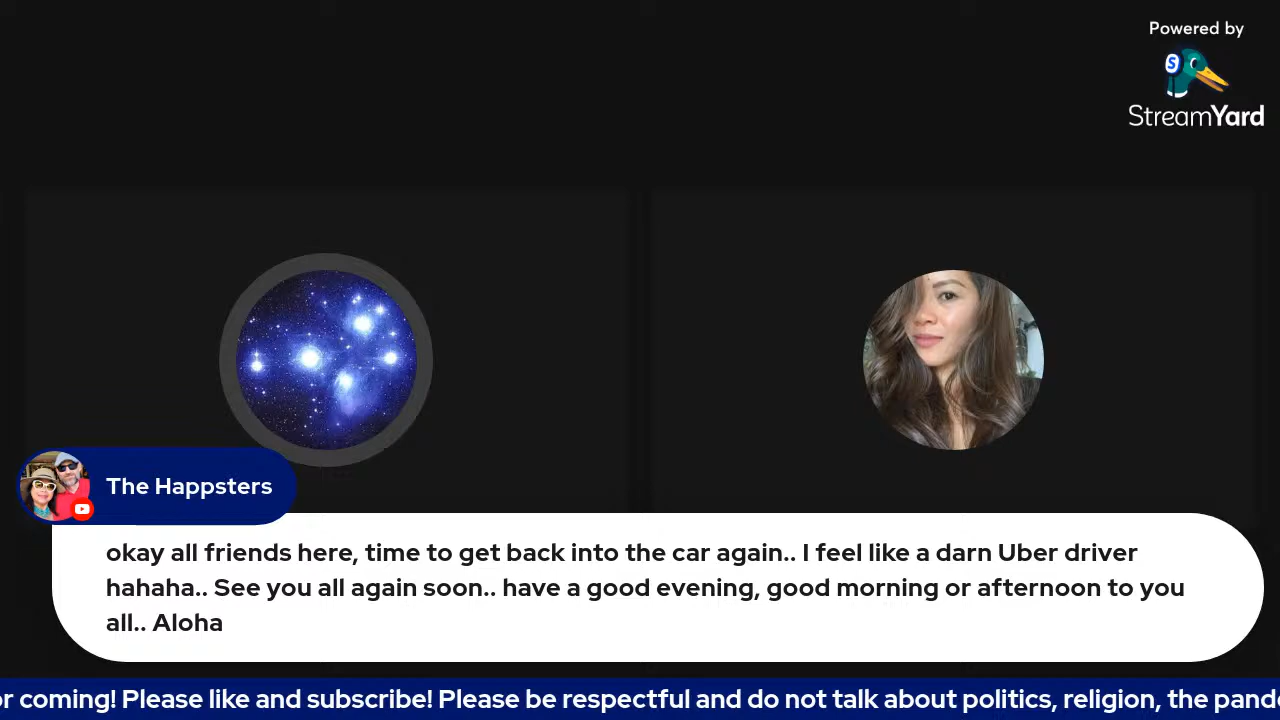 Powered by
StreamYard
The Happsters
okay all friends here, time to get back into the car again.. I feel like a darn Uber driver
hahaha.. See you all again soon.. have a good evening, good morning or afternoon to you
all.. Aloha
coming! Please like and subscribe! Please be respectful and do not talk about politics, religion, the